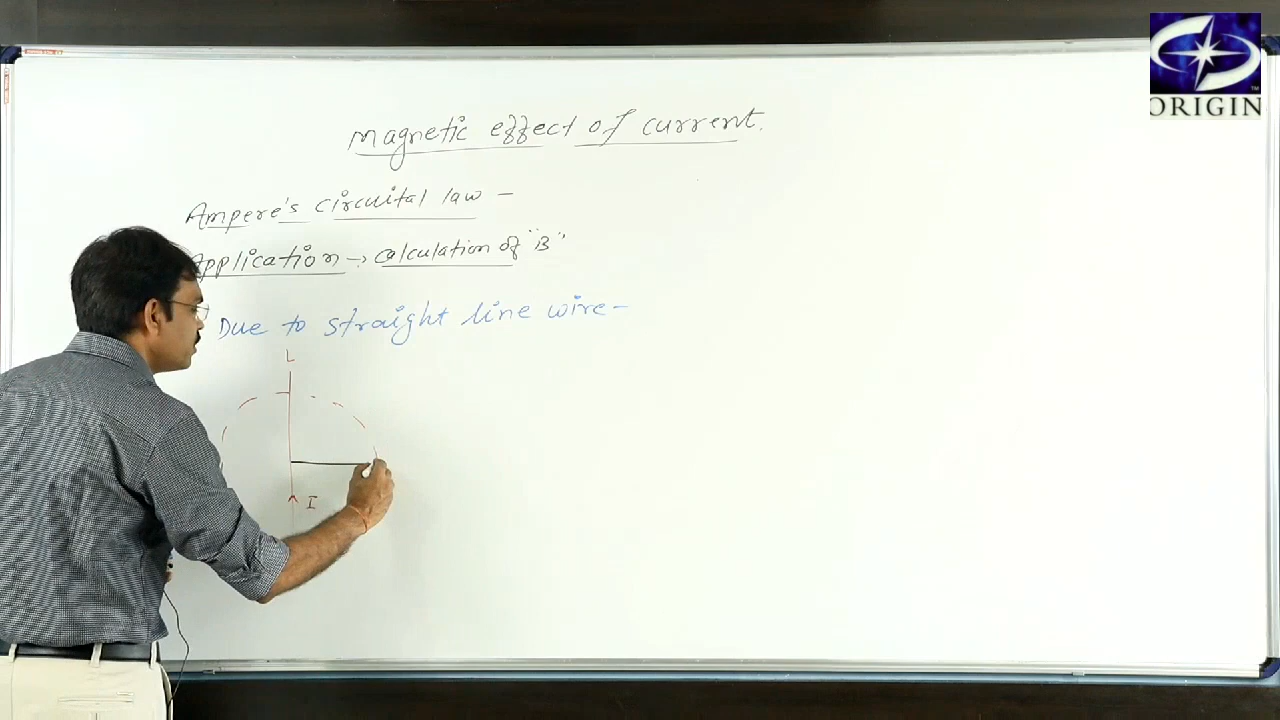 ORIGIN
Magnetic effect of current.
Ampere's circuital law -
Application → calculation of "B"
Due to straight line wire -
L
I